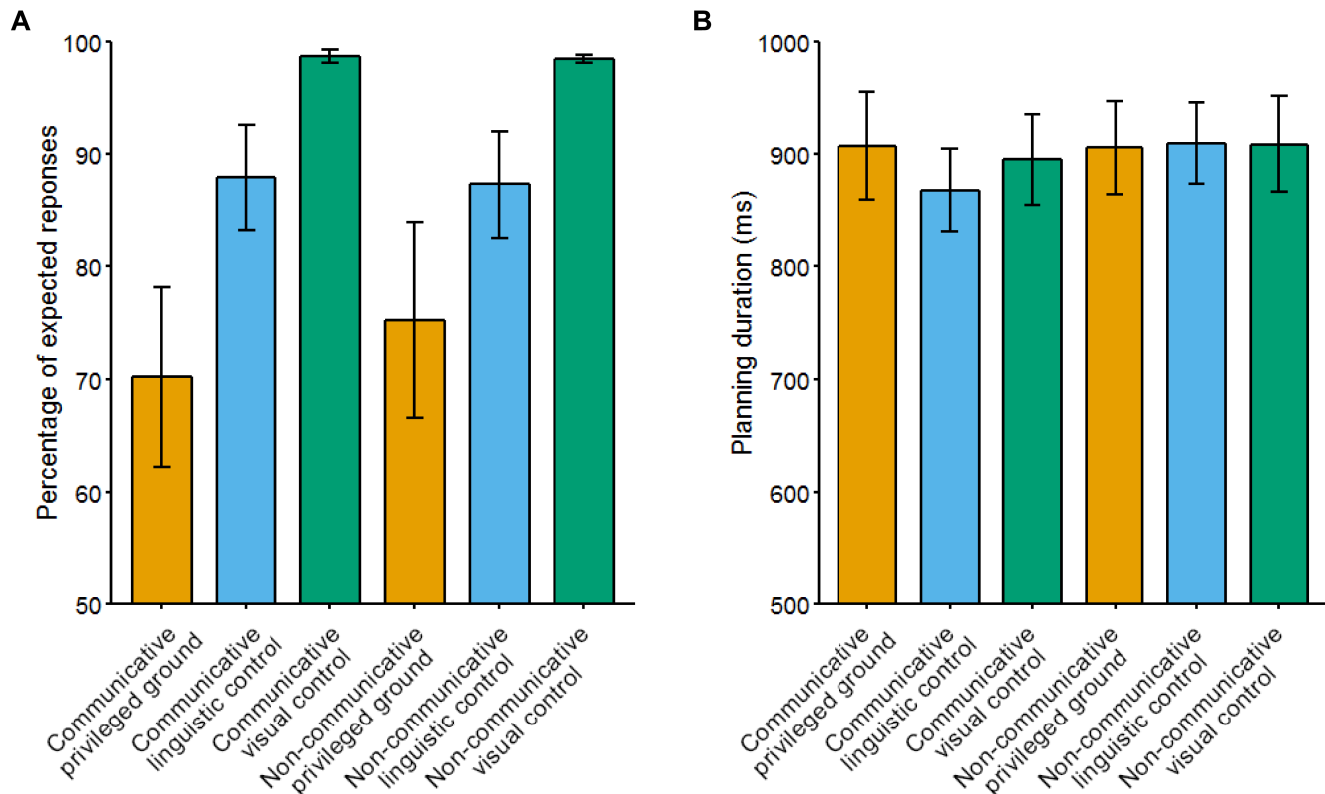 A
Percentage of expected reponses
100
90
80
70
60
50
Communicative
privileged ground
Communicative
linguistic control
Communicative
visual control
Non-communicative
privileged ground
Non-communicative
linguistic control
Non-communicative
visual control
B
Planning duration (ms)
1000
900
800
700
600
500
Communicative
privileged ground
Communicative
linguistic control
Communicative
visual control
Non-communicative
privileged ground
Non-communicative
linguistic control
Non-communicative
visual control